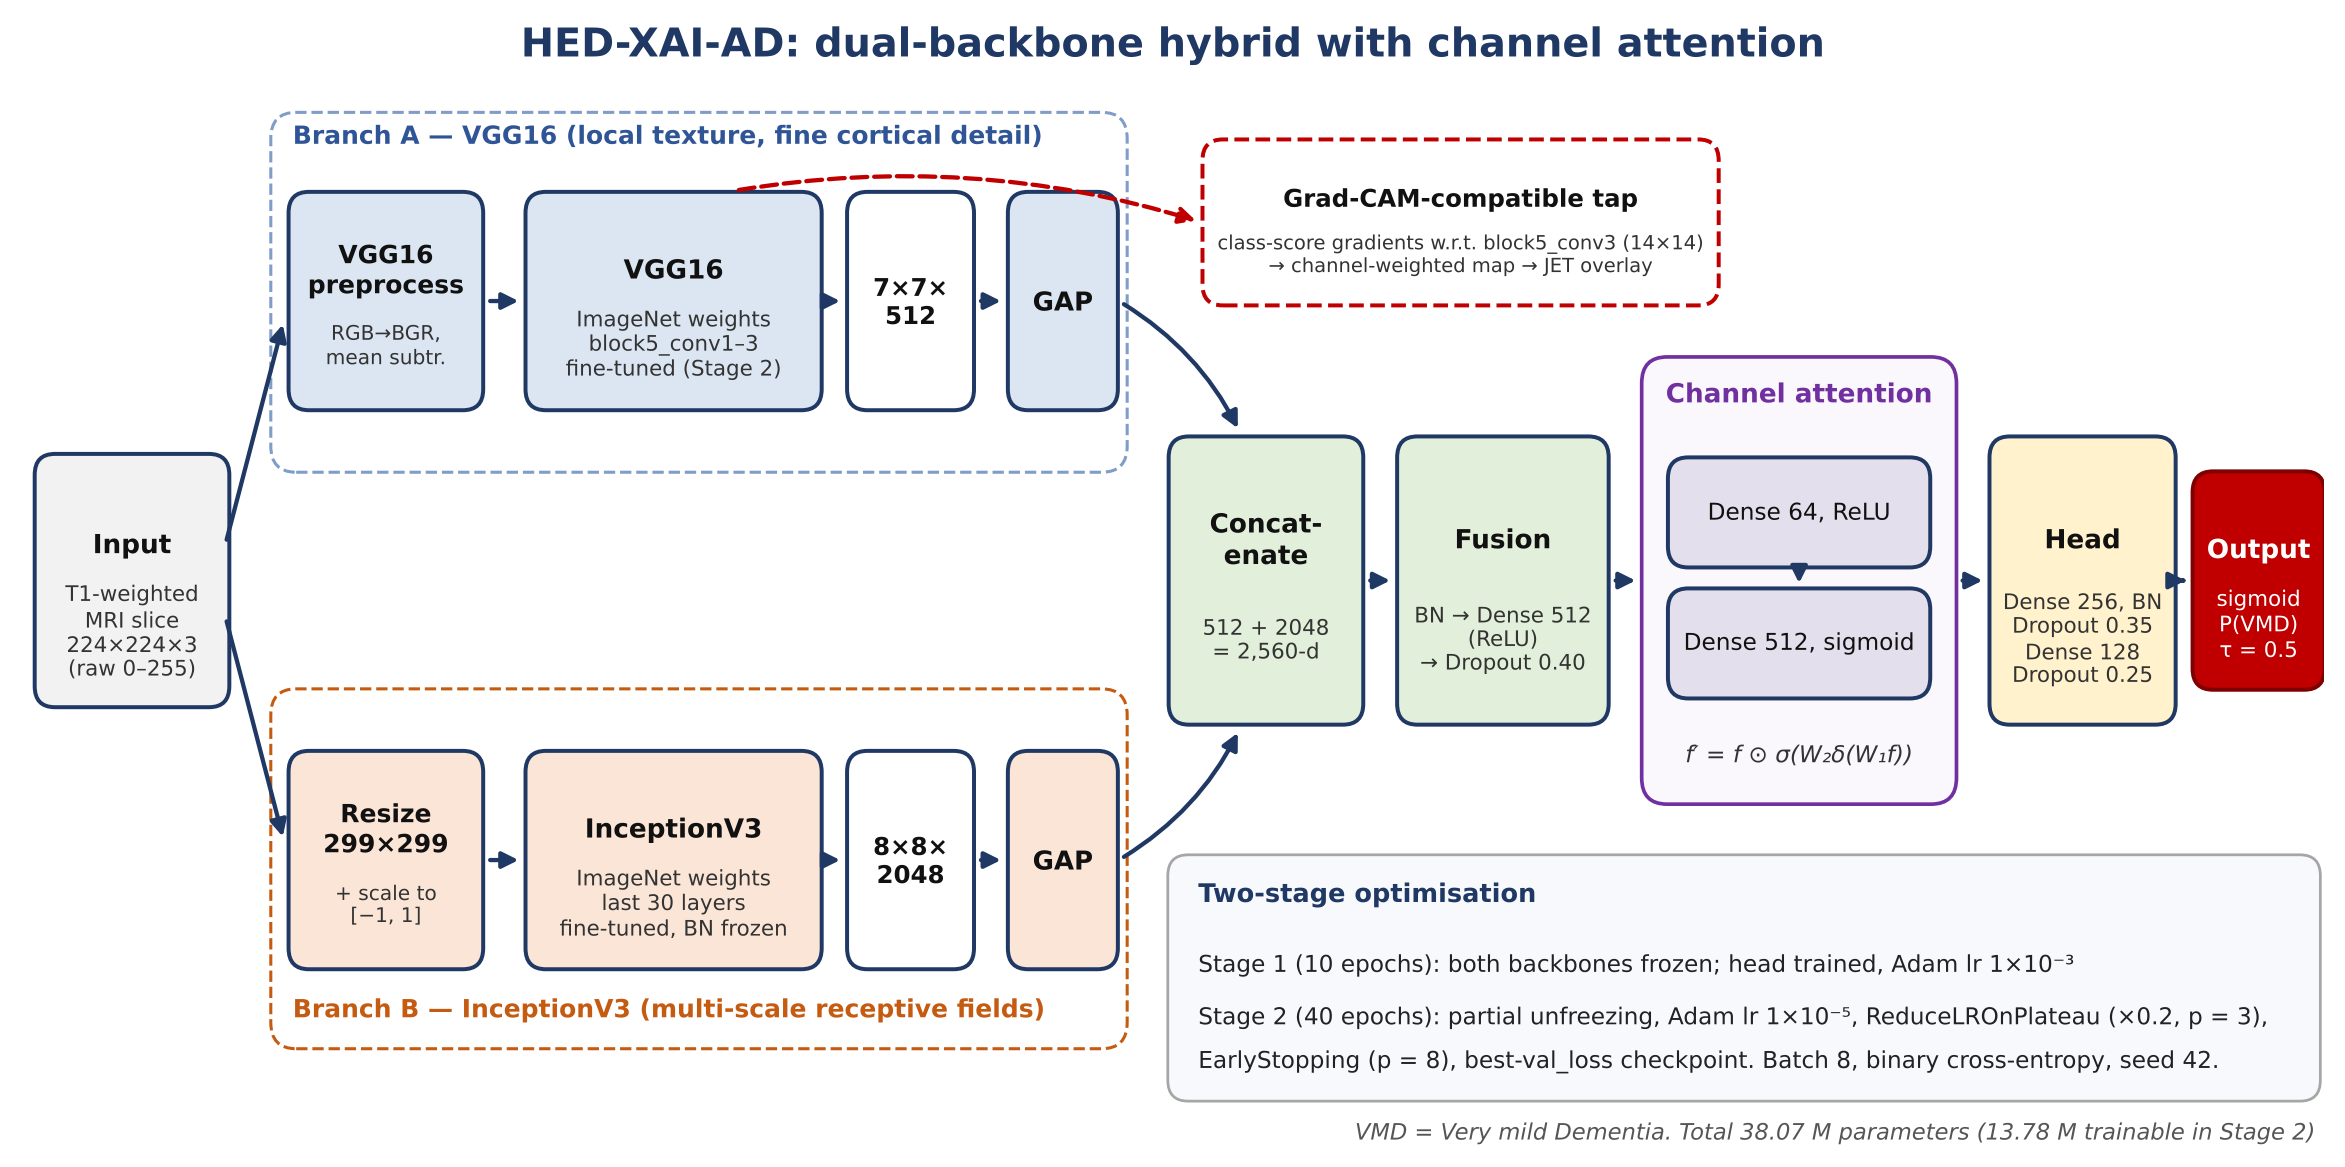 HED-XAI-AD: dual-backbone hybrid with channel attention
Branch A — VGG16 (local texture, fine cortical detail)
VGG16
preprocess
RGB→BGR,
mean subtr.
VGG16
ImageNet weights
block5_conv1–3
fine-tuned (Stage 2)
7×7×
512
GAP
Grad-CAM-compatible tap
class-score gradients w.r.t. block5_conv3 (14×14)
→ channel-weighted map → JET overlay
Input
T1-weighted
MRI slice
224×224×3
(raw 0–255)
Resize
299×299
+ scale to
[−1, 1]
InceptionV3
ImageNet weights
last 30 layers
fine-tuned, BN frozen
8×8×
2048
GAP
Branch B — InceptionV3 (multi-scale receptive fields)
Concat-
enate
512 + 2048
= 2,560-d
Fusion
BN → Dense 512
(ReLU)
→ Dropout 0.40
Channel attention
Dense 64, ReLU
Dense 512, sigmoid
f′ = f ⊙ σ(W₂δ(W₁f))
Head
Dense 256, BN
Dropout 0.35
Dense 128
Dropout 0.25
Output
sigmoid
P(VMD)
τ = 0.5
Two-stage optimisation
Stage 1 (10 epochs): both backbones frozen; head trained, Adam lr 1×10⁻³
Stage 2 (40 epochs): partial unfreezing, Adam lr 1×10⁻⁵, ReduceLROnPlateau (×0.2, p = 3),
EarlyStopping (p = 8), best-val_loss checkpoint. Batch 8, binary cross-entropy, seed 42.
VMD = Very mild Dementia. Total 38.07 M parameters (13.78 M trainable in Stage 2)